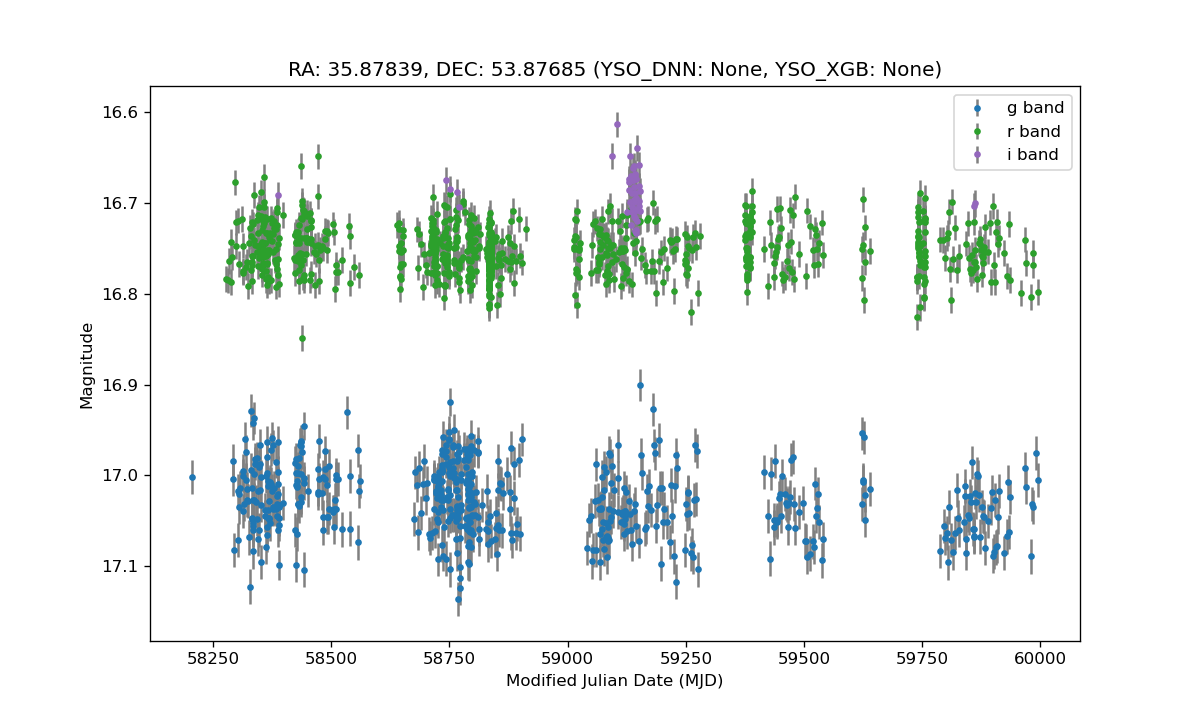 RA: 35.87839, DEC: 53.87685 (YSO_DNN: None, YSO_XGB: None)
g band
r band
i band
16.6
16.7
16.8
16.9
17.0
17.1
Magnitude
58250
58500
58750
59000
59250
59500
59750
60000
Modified Julian Date (MJD)